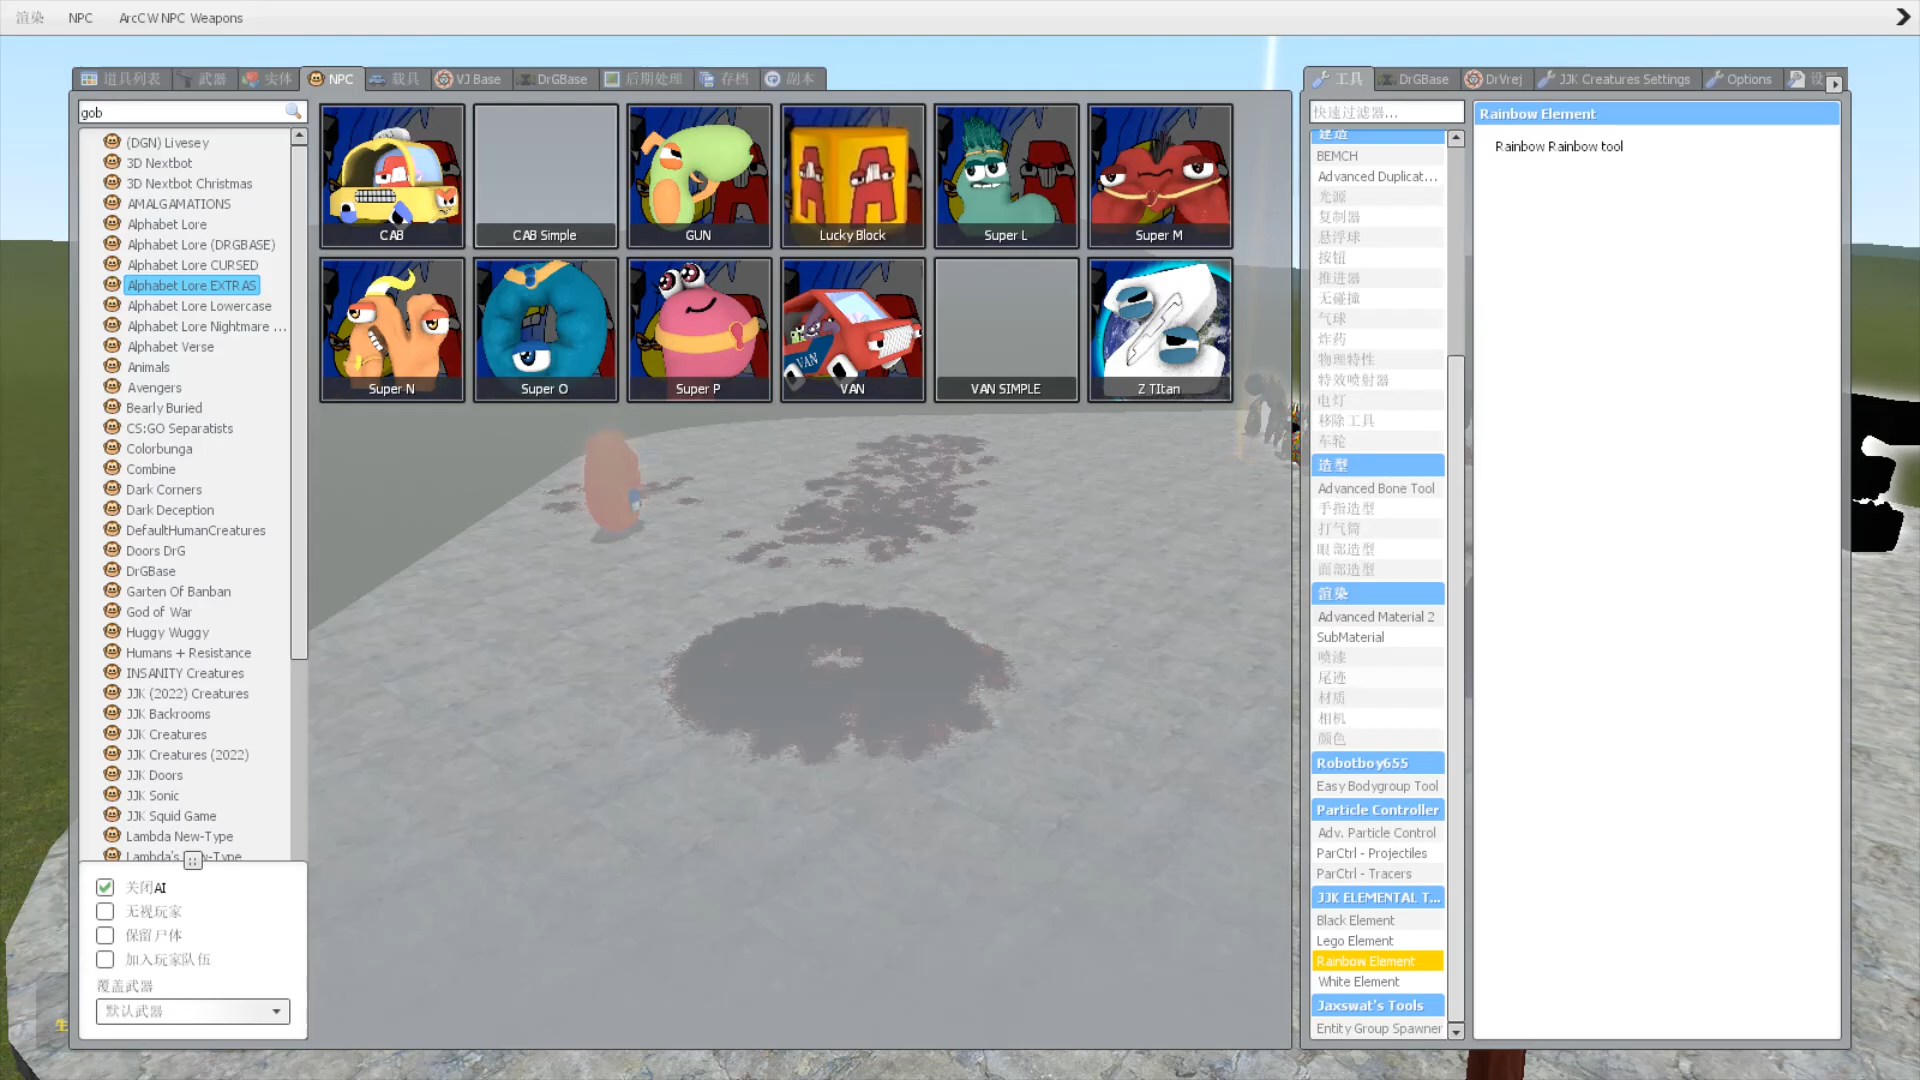 渲染 NPC ArcCW NPC Weapons
道具列表 武器 实体 NPC 载具 VJ Base DrGBase 后期处理 存档 副本
工具 DrGBase DrVrej JJK Creatures Settings Options 设
gob
(DGN) Livesey
3D Nextbot
3D Nextbot Christmas
AMALGAMATIONS
Alphabet Lore
Alphabet Lore (DRGBASE)
Alphabet Lore CURSED
Alphabet Lore EXTRAS
Alphabet Lore Lowercase
Alphabet Lore Nightmare ...
Alphabet Verse
Animals
Avengers
Bearly Buried
CS:GO Separatists
Colorbunga
Combine
Dark Corners
Dark Deception
DefaultHumanCreatures
Doors DrG
DrGBase
Garten Of Banban
God of War
Huggy Wuggy
Humans + Resistance
INSANITY Creatures
JJK (2022) Creatures
JJK Backrooms
JJK Creatures
JJK Creatures (2022)
JJK Doors
JJK Sonic
JJK Squid Game
Lambda New-Type
关闭AI
无视玩家
保留尸体
加入玩家队伍
覆盖武器
默认武器
生
CAB
CAB Simple
GUN
Lucky Block
Super L
Super M
Super N
Super O
Super P
VAN
VAN
VAN SIMPLE
Z TItan
快速过滤器...
建造
BEMCH
Advanced Duplicat...
光源
复制器
悬浮球
按钮
推进器
无碰撞
气球
炸药
物理特性
特效喷射器
电灯
移除工具
车轮
造型
Advanced Bone Tool
手指造型
打气筒
眼部造型
面部造型
渲染
Advanced Material 2
SubMaterial
喷漆
尾迹
材质
相机
颜色
Robotboy655
Easy Bodygroup Tool
Particle Controller
Adv. Particle Control
ParCtrl - Projectiles
ParCtrl - Tracers
JJK ELEMENTAL T...
Black Element
Lego Element
Rainbow Element
White Element
Jaxswat's Tools
Entity Group Spawner
Rainbow Element
Rainbow Rainbow tool